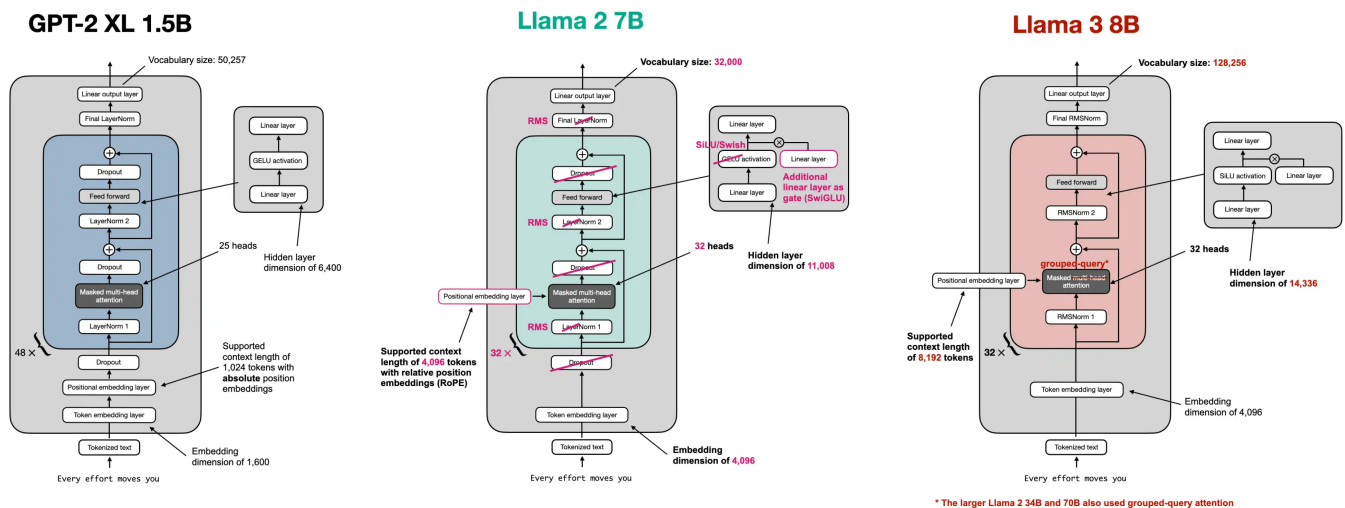 GPT-2 XL 1.5B
Vocabulary size: 50,257
Linear output layer
Final LayerNorm
Dropout
Feed forward
LayerNorm 2
Dropout
Masked multi-head
attention
LayerNorm 1
48 ×
Dropout
Positional embedding layer
Token embedding layer
Tokenized text
Every effort moves you
Linear layer
GELU activation
Linear layer
Hidden layer
dimension of 6,400
25 heads
Supported
context length of
1,024 tokens with
absolute position
embeddings
Embedding
dimension of 1,600
Llama 2 7B
Vocabulary size: 32,000
Linear output layer
RMS
Final LayerNorm
Dropout
Feed forward
RMS
LayerNorm 2
Dropout
Masked multi-head
attention
Positional embedding layer
RMS
LayerNorm 1
32 ×
Dropout
Token embedding layer
Tokenized text
Every effort moves you
Supported context
length of 4,096 tokens
with relative position
embeddings (RoPE)
Linear layer
SiLU/Swish
GELU activation
Linear layer
Additional
linear layer as
gate (SwiGLU)
Linear layer
Hidden layer
dimension of 11,008
32 heads
Embedding
dimension of 4,096
Llama 3 8B
Vocabulary size: 128,256
Linear output layer
Final RMSNorm
Feed forward
RMSNorm 2
grouped-query*
Masked multi-head
attention
Positional embedding layer
RMSNorm 1
32 ×
Supported
context length
of 8,192 tokens
Token embedding layer
Tokenized text
Every effort moves you
Linear layer
SiLU activation
Linear layer
Linear layer
Hidden layer
dimension of 14,336
32 heads
Embedding
dimension of 4,096
* The larger Llama 2 34B and 70B also used grouped-query attention